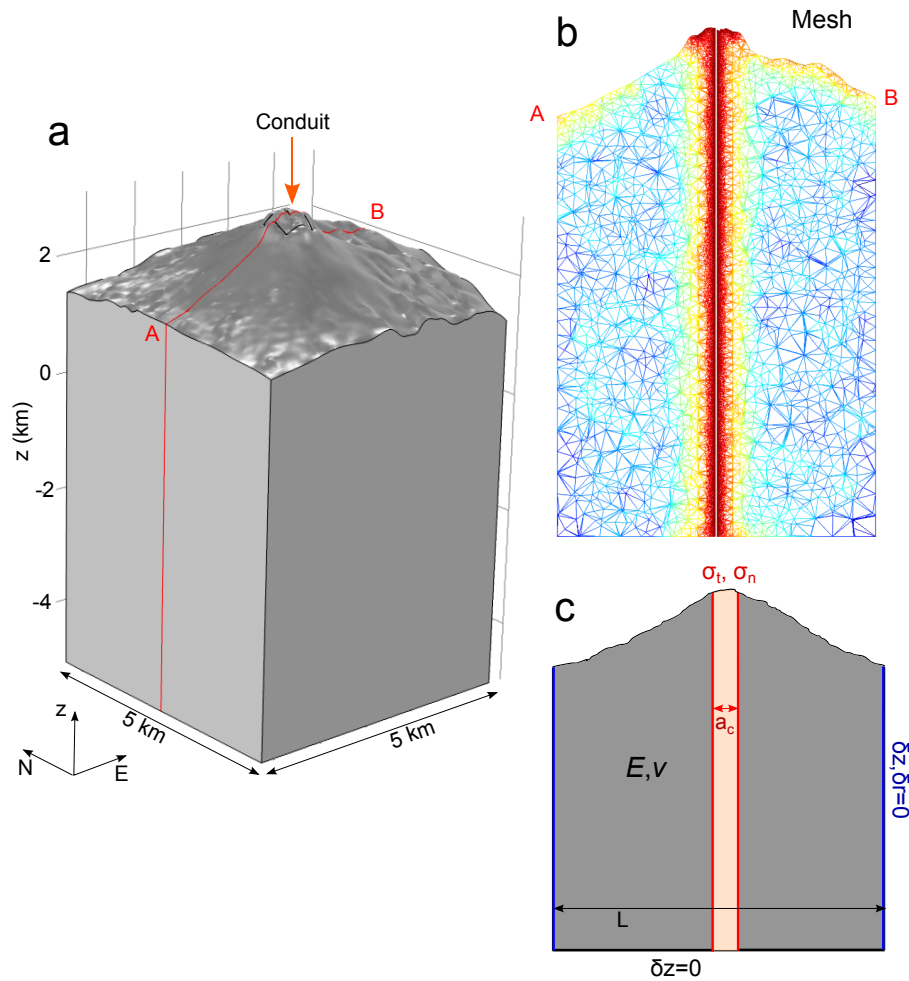 a
Conduit
B
2
A
0
z (km)
-2
-4
5 km
5 km
z
N
E
b
Mesh
A
B
c
σt, σn
ac
E,ν
δz,δr=0
L
δz=0